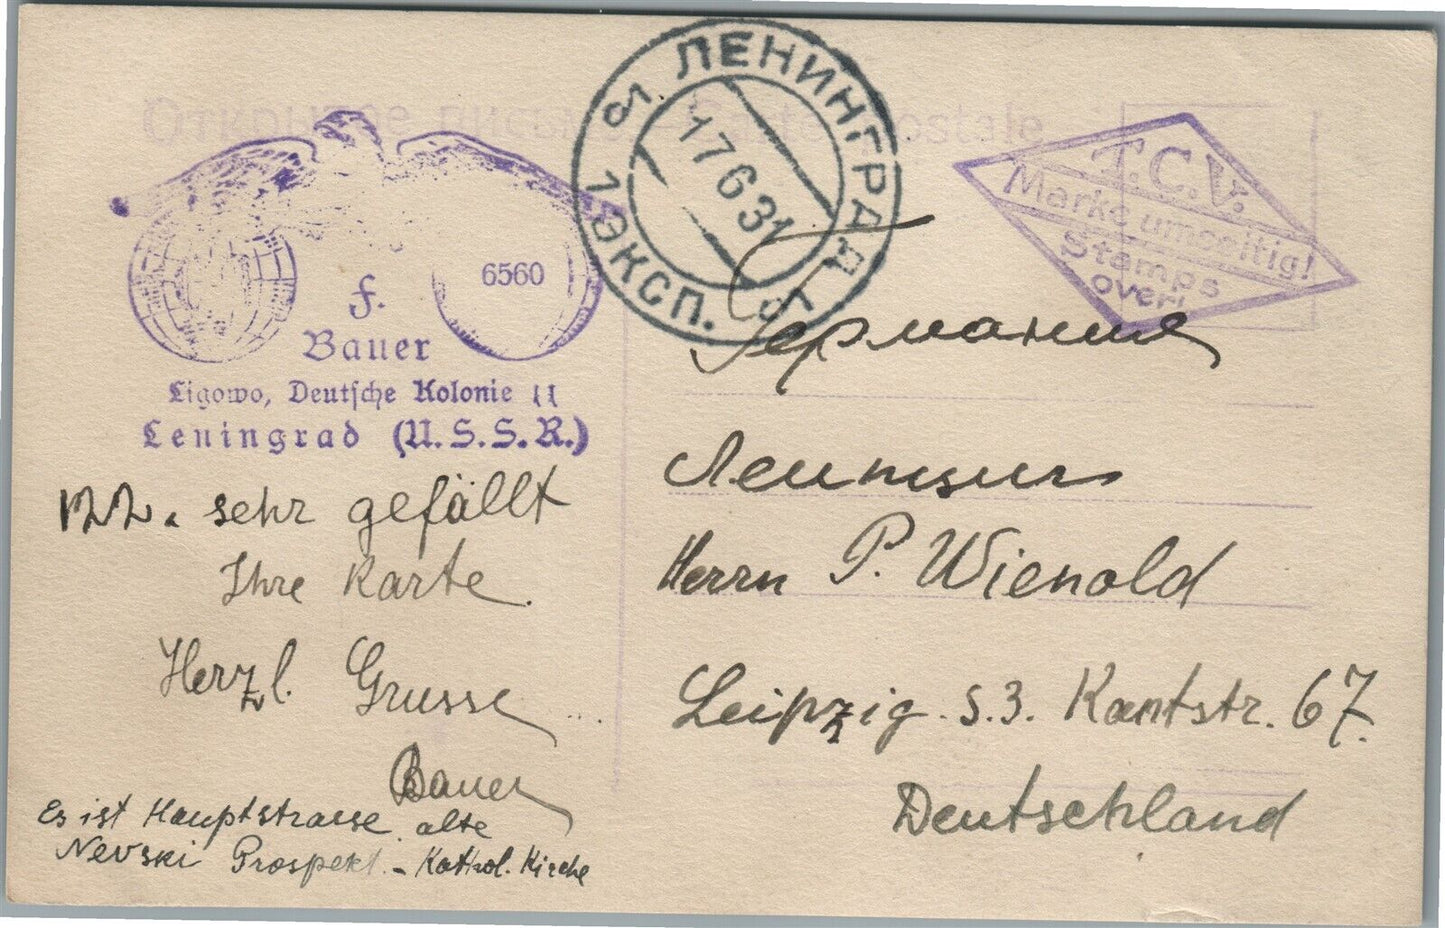 Открытое письмо - Carte Postale
6560
F.
Bauer
Ligowo, Deutsche Kolonie 11
Leningrad (U.S.S.R.)
ЛЕНИНГРАД
1 ЭКСП.
17 6 31
T.C.V.
Marke umseitig!
Stamps
over!
sehr gefällt
Ihre Karte.
Herzl. Grusse...
Bauer
Es ist Hauptstrasse alte
Nevski Prospekt. - Kathol. Kirche
Германия
Лейпциг
Herrn P. Wienold
Leipzig S.3. Kantstr. 67.
Deutschland